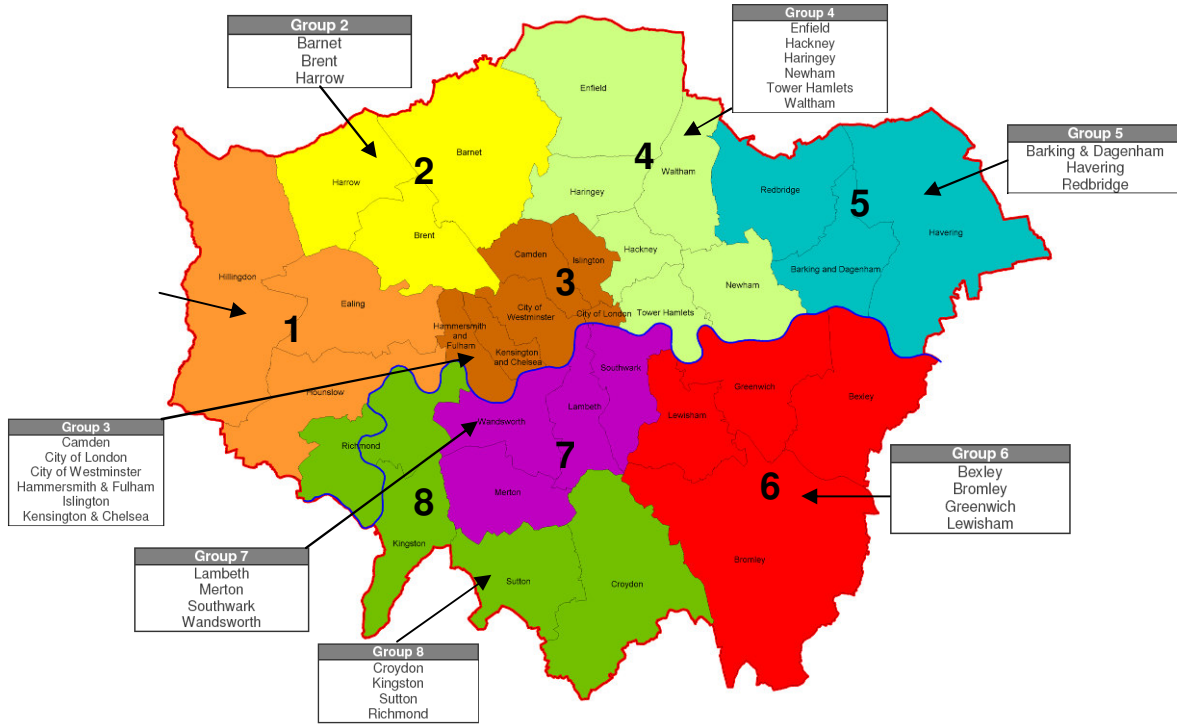 Group 2
Barnet
Brent
Harrow
Group 4
Enfield
Hackney
Haringey
Newham
Tower Hamlets
Waltham
Group 5
Barking & Dagenham
Havering
Redbridge
Enfield
Barnet
2
4
Waltham
Harrow
Haringey
Redbridge
5
Brent
Havering
Camden
Islington
Hackney
Barking and Dagenham
Hillingdon
3
Newham
Ealing
City of
Westminster
City of London
Tower Hamlets
1
Hammersmith
and
Fulham
Kensington
and Chelsea
Southwark
Greenwich
Hounslow
Bexley
Lambeth
Lewisham
Wandsworth
Richmond
7
Merton
6
8
Kingston
Bromley
Sutton
Croydon
Group 3
Camden
City of London
City of Westminster
Hammersmith & Fulham
Islington
Kensington & Chelsea
Group 6
Bexley
Bromley
Greenwich
Lewisham
Group 7
Lambeth
Merton
Southwark
Wandsworth
Group 8
Croydon
Kingston
Sutton
Richmond